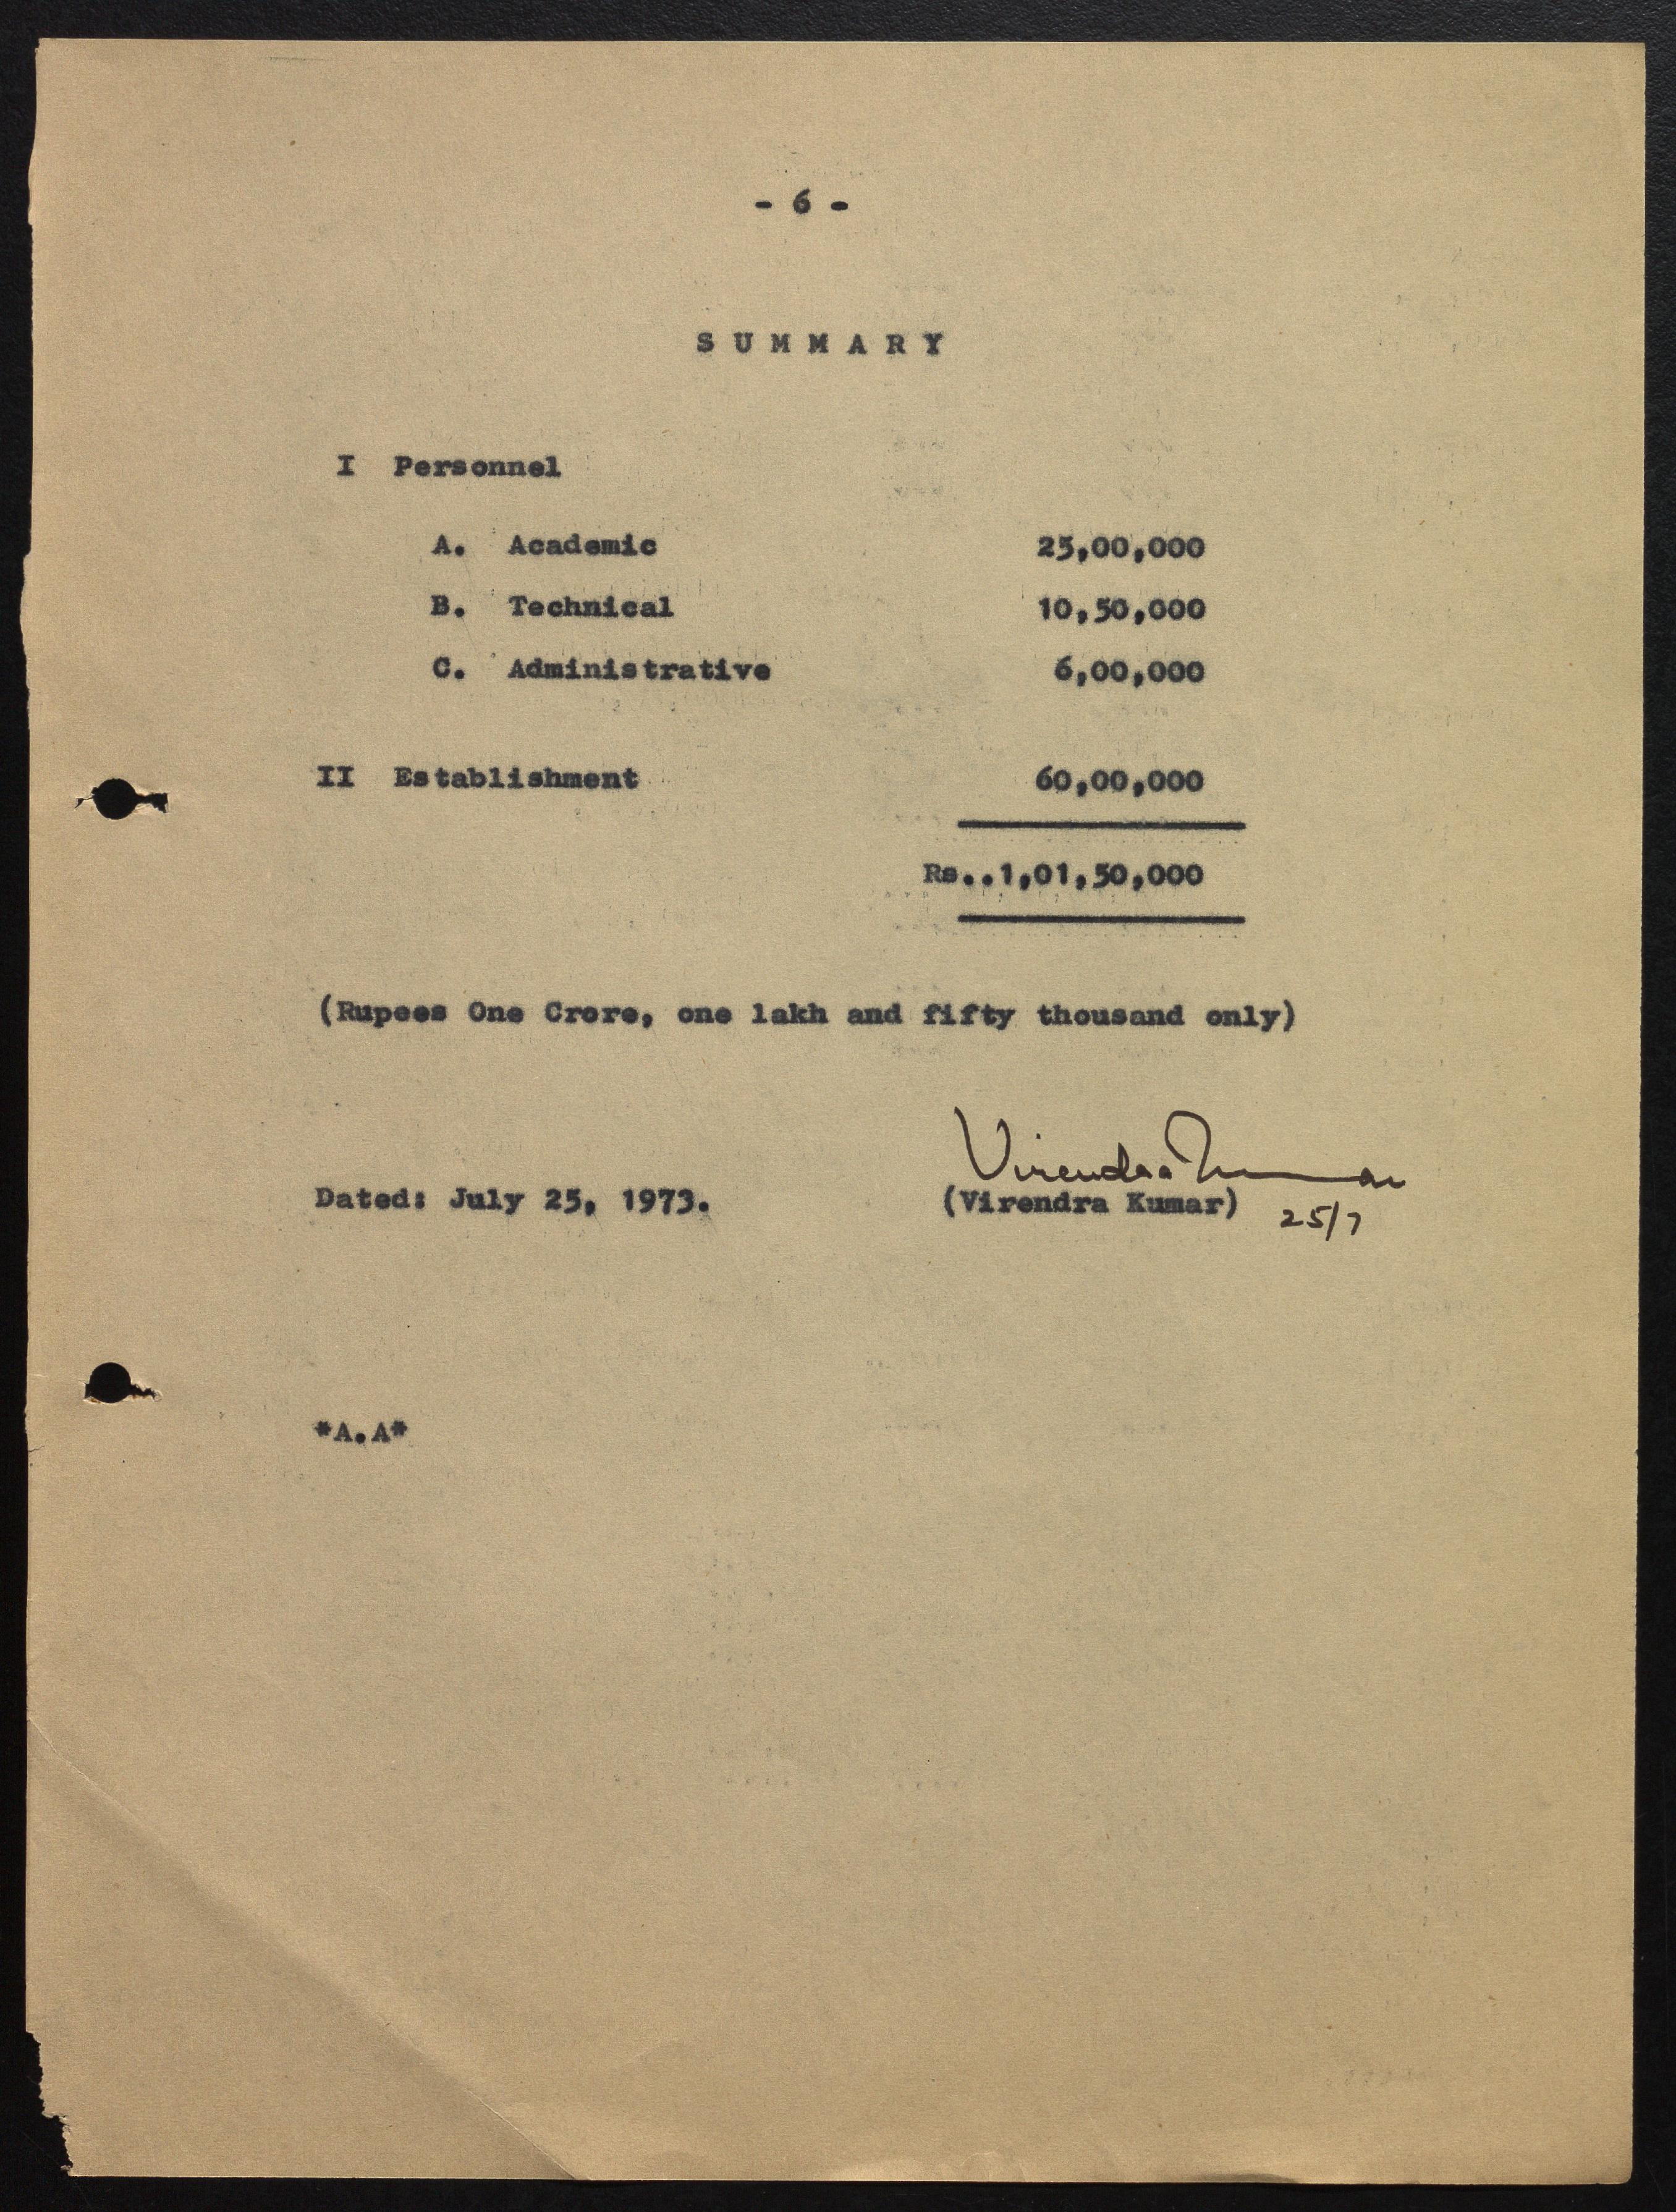 - 6 -
SUMMARY
I Personnel
A. Academic 25,00,000
B. Technical 10,50,000
C. Administrative 6,00,000
II Establishment 60,00,000
Rs..1,01,50,000
(Rupees One Crore, one lakh and fifty thousand only)
Virendra Kumar
Dated: July 25, 1973. (Virendra Kumar) 25/7
*A.A*